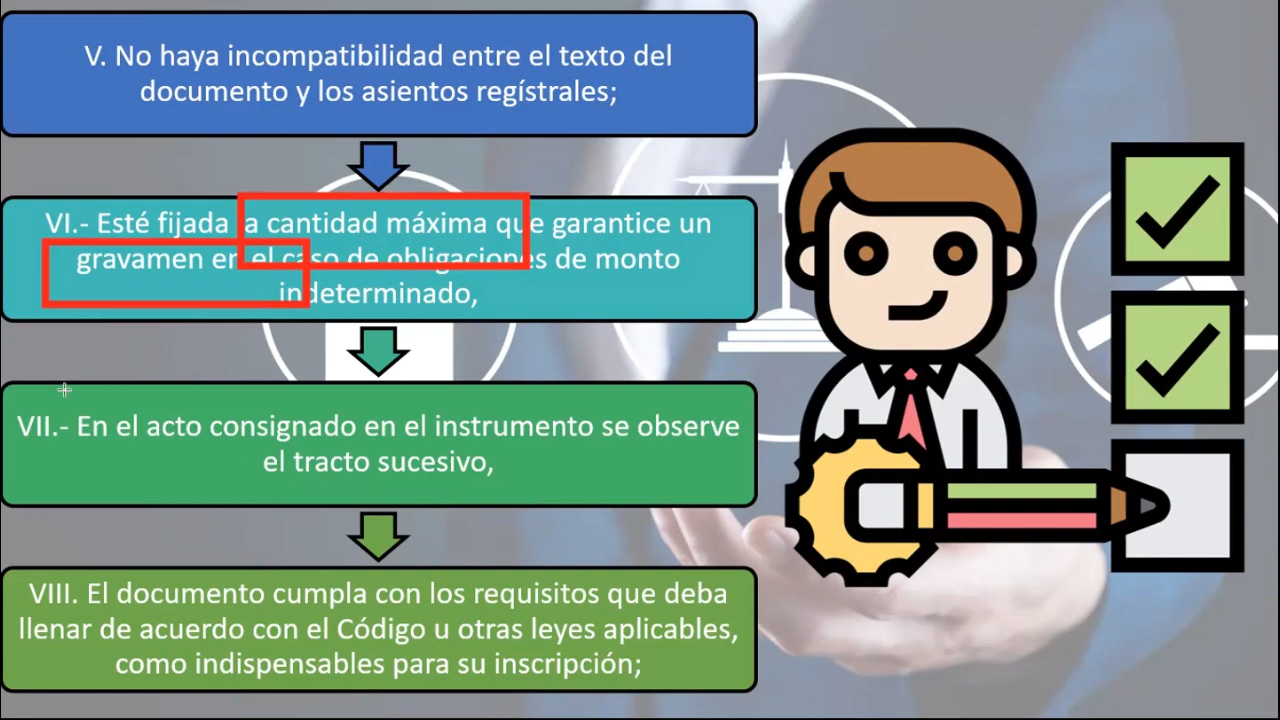 V. No haya incompatibilidad entre el texto del
documento y los asientos regístrales;
VI.- Esté fijada la cantidad máxima que garantice un
gravamen en el caso de obligaciones de monto
indeterminado,
VII.- En el acto consignado en el instrumento se observe
el tracto sucesivo,
VIII. El documento cumpla con los requisitos que deba
llenar de acuerdo con el Código u otras leyes aplicables,
como indispensables para su inscripción;